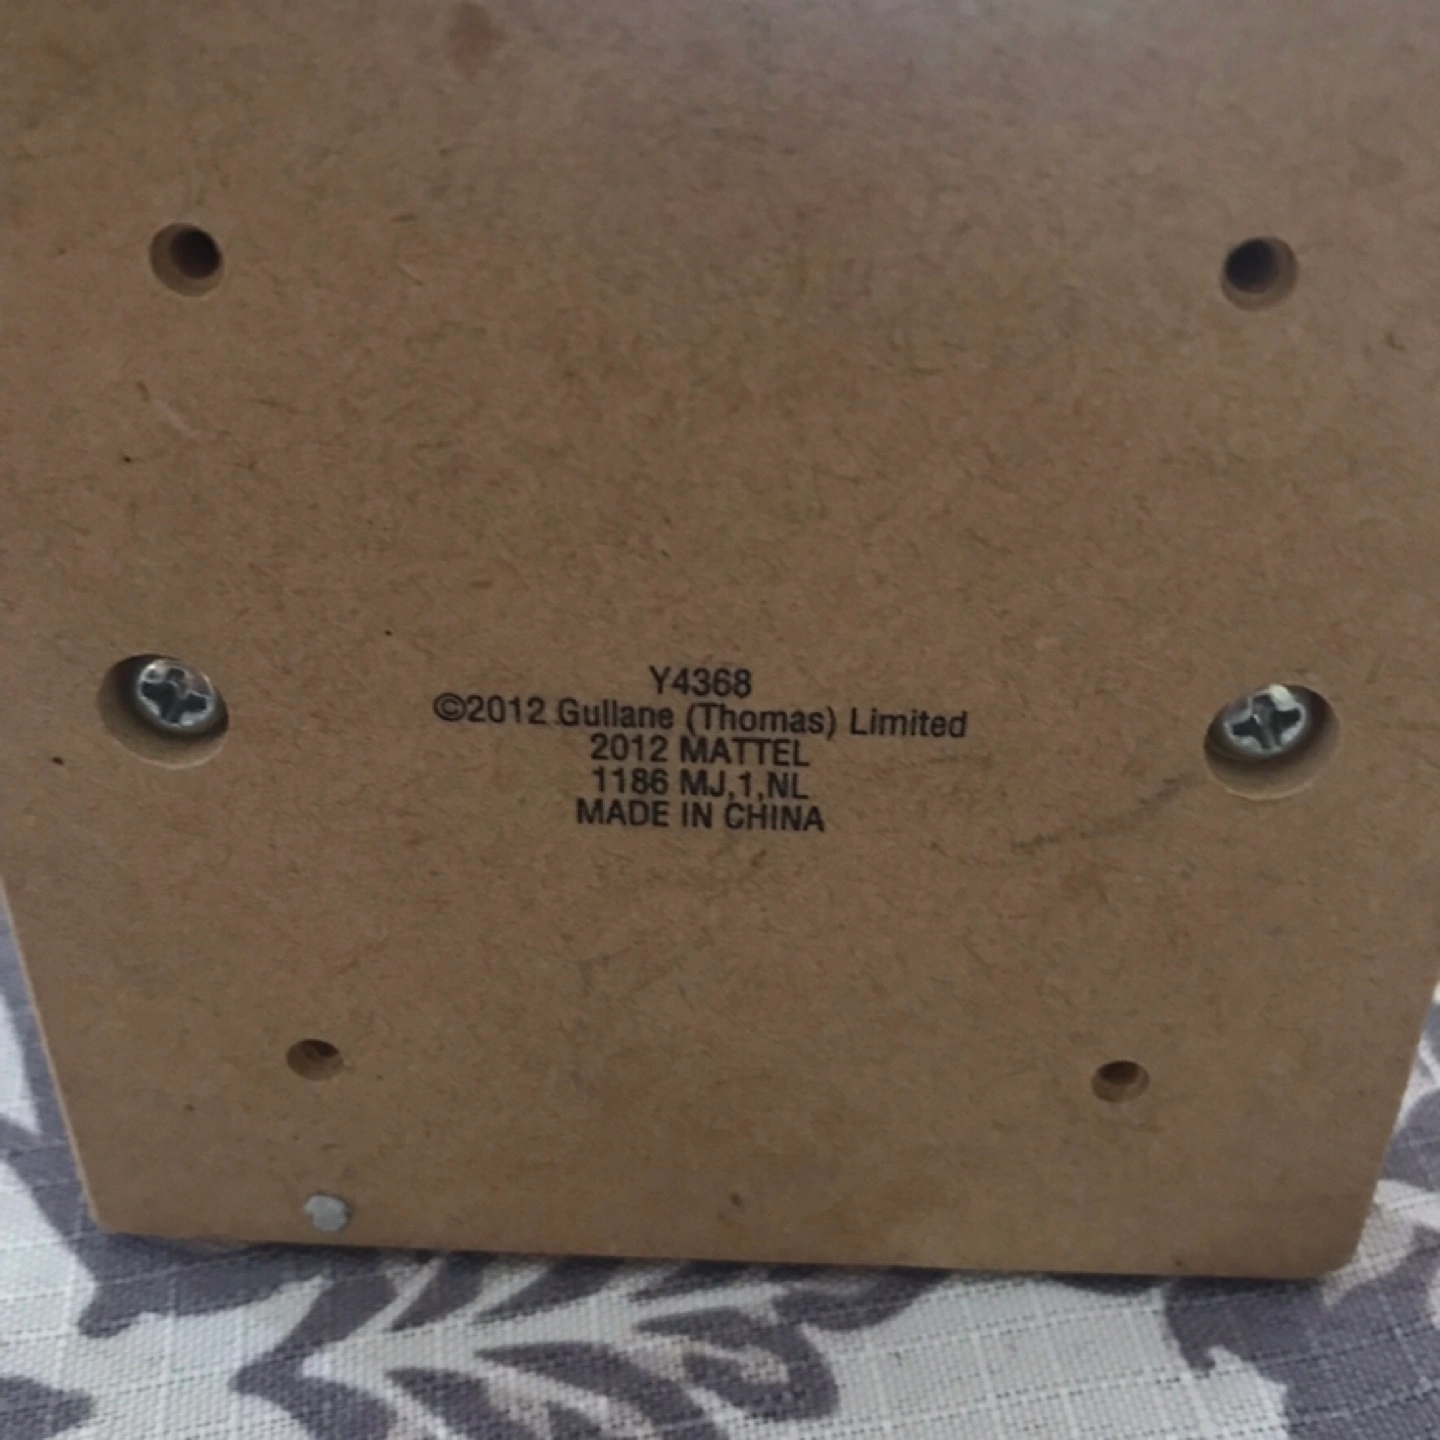 Y4368
©2012 Gullane (Thomas) Limited
2012 MATTEL
1186 MJ,1,NL
MADE IN CHINA